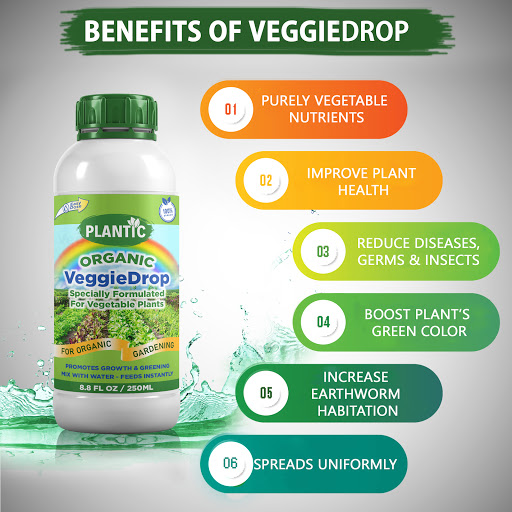 BENEFITS OF VEGGIEDROP
01
PURELY VEGETABLE
NUTRIENTS
02
IMPROVE PLANT
HEALTH
03
REDUCE DISEASES,
GERMS & INSECTS
04
BOOST PLANT'S
GREEN COLOR
05
INCREASE
EARTHWORM
HABITATION
06
SPREADS UNIFORMLY
PLANTIC
ORGANIC
VeggieDrop
Specially Formulated
For Vegetable Plants
FOR ORGANIC GARDENING
PROMOTES GROWTH & GREENING
MIX WITH WATER - FEEDS INSTANTLY
8.8 FL OZ / 250ML